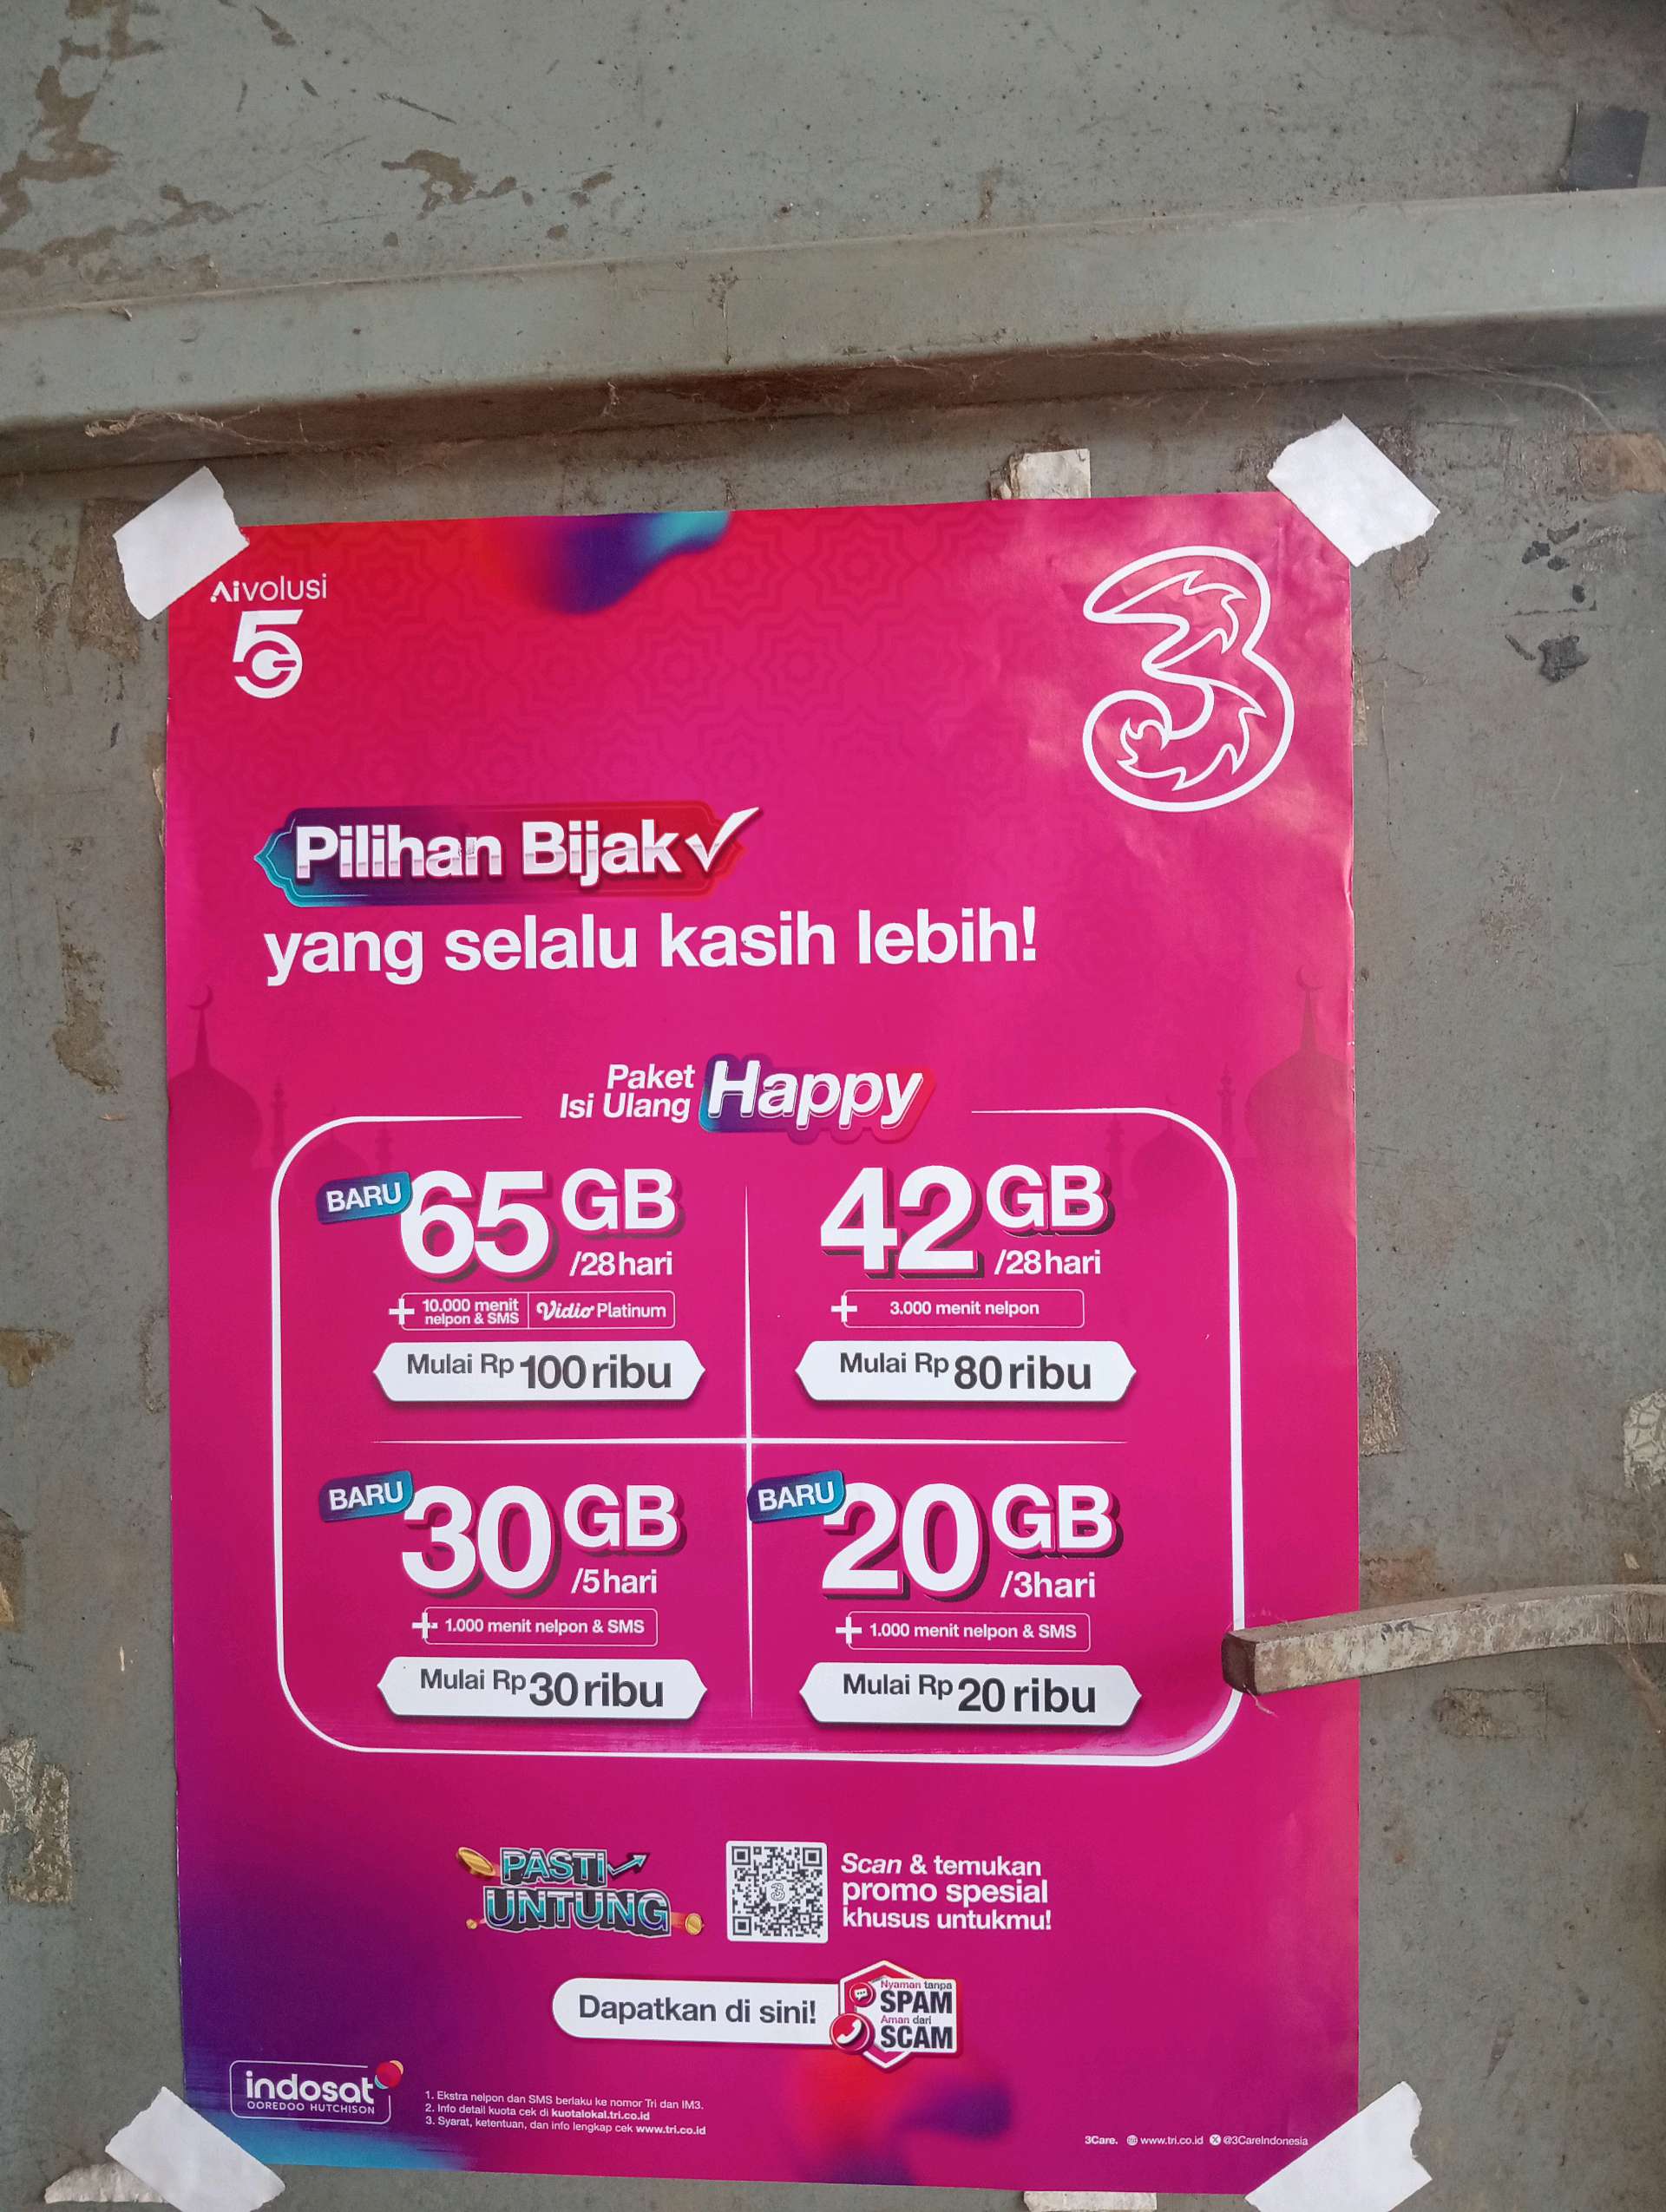 Aivolusi
5G
3
Pilihan Bijak
yang selalu kasih lebih!
Paket
Isi Ulang
Happy
BARU
65 GB
/28 hari
+ 10.000 menit
nelpon & SMS
Vidio Platinum
Mulai Rp 100 ribu
42 GB
/28 hari
+ 3.000 menit nelpon
Mulai Rp 80 ribu
BARU
30 GB
/5 hari
+ 1.000 menit nelpon & SMS
Mulai Rp 30 ribu
BARU
20 GB
/3hari
+ 1.000 menit nelpon & SMS
Mulai Rp 20 ribu
PASTI
UNTUNG
3
Scan & temukan
promo spesial
khusus untukmu!
Dapatkan di sini!
Nyaman tanpa
SPAM
Aman dari
SCAM
indosat
OOREDOO HUTCHISON
1. Ekstra nelpon dan SMS berlaku ke nomor Tri dan IM3.
2. Info detail kuota cek di kuotalokal.tri.co.id
3. Syarat, ketentuan, dan info lengkap cek www.tri.co.id
3Care. www.tri.co.id X @3CareIndonesia